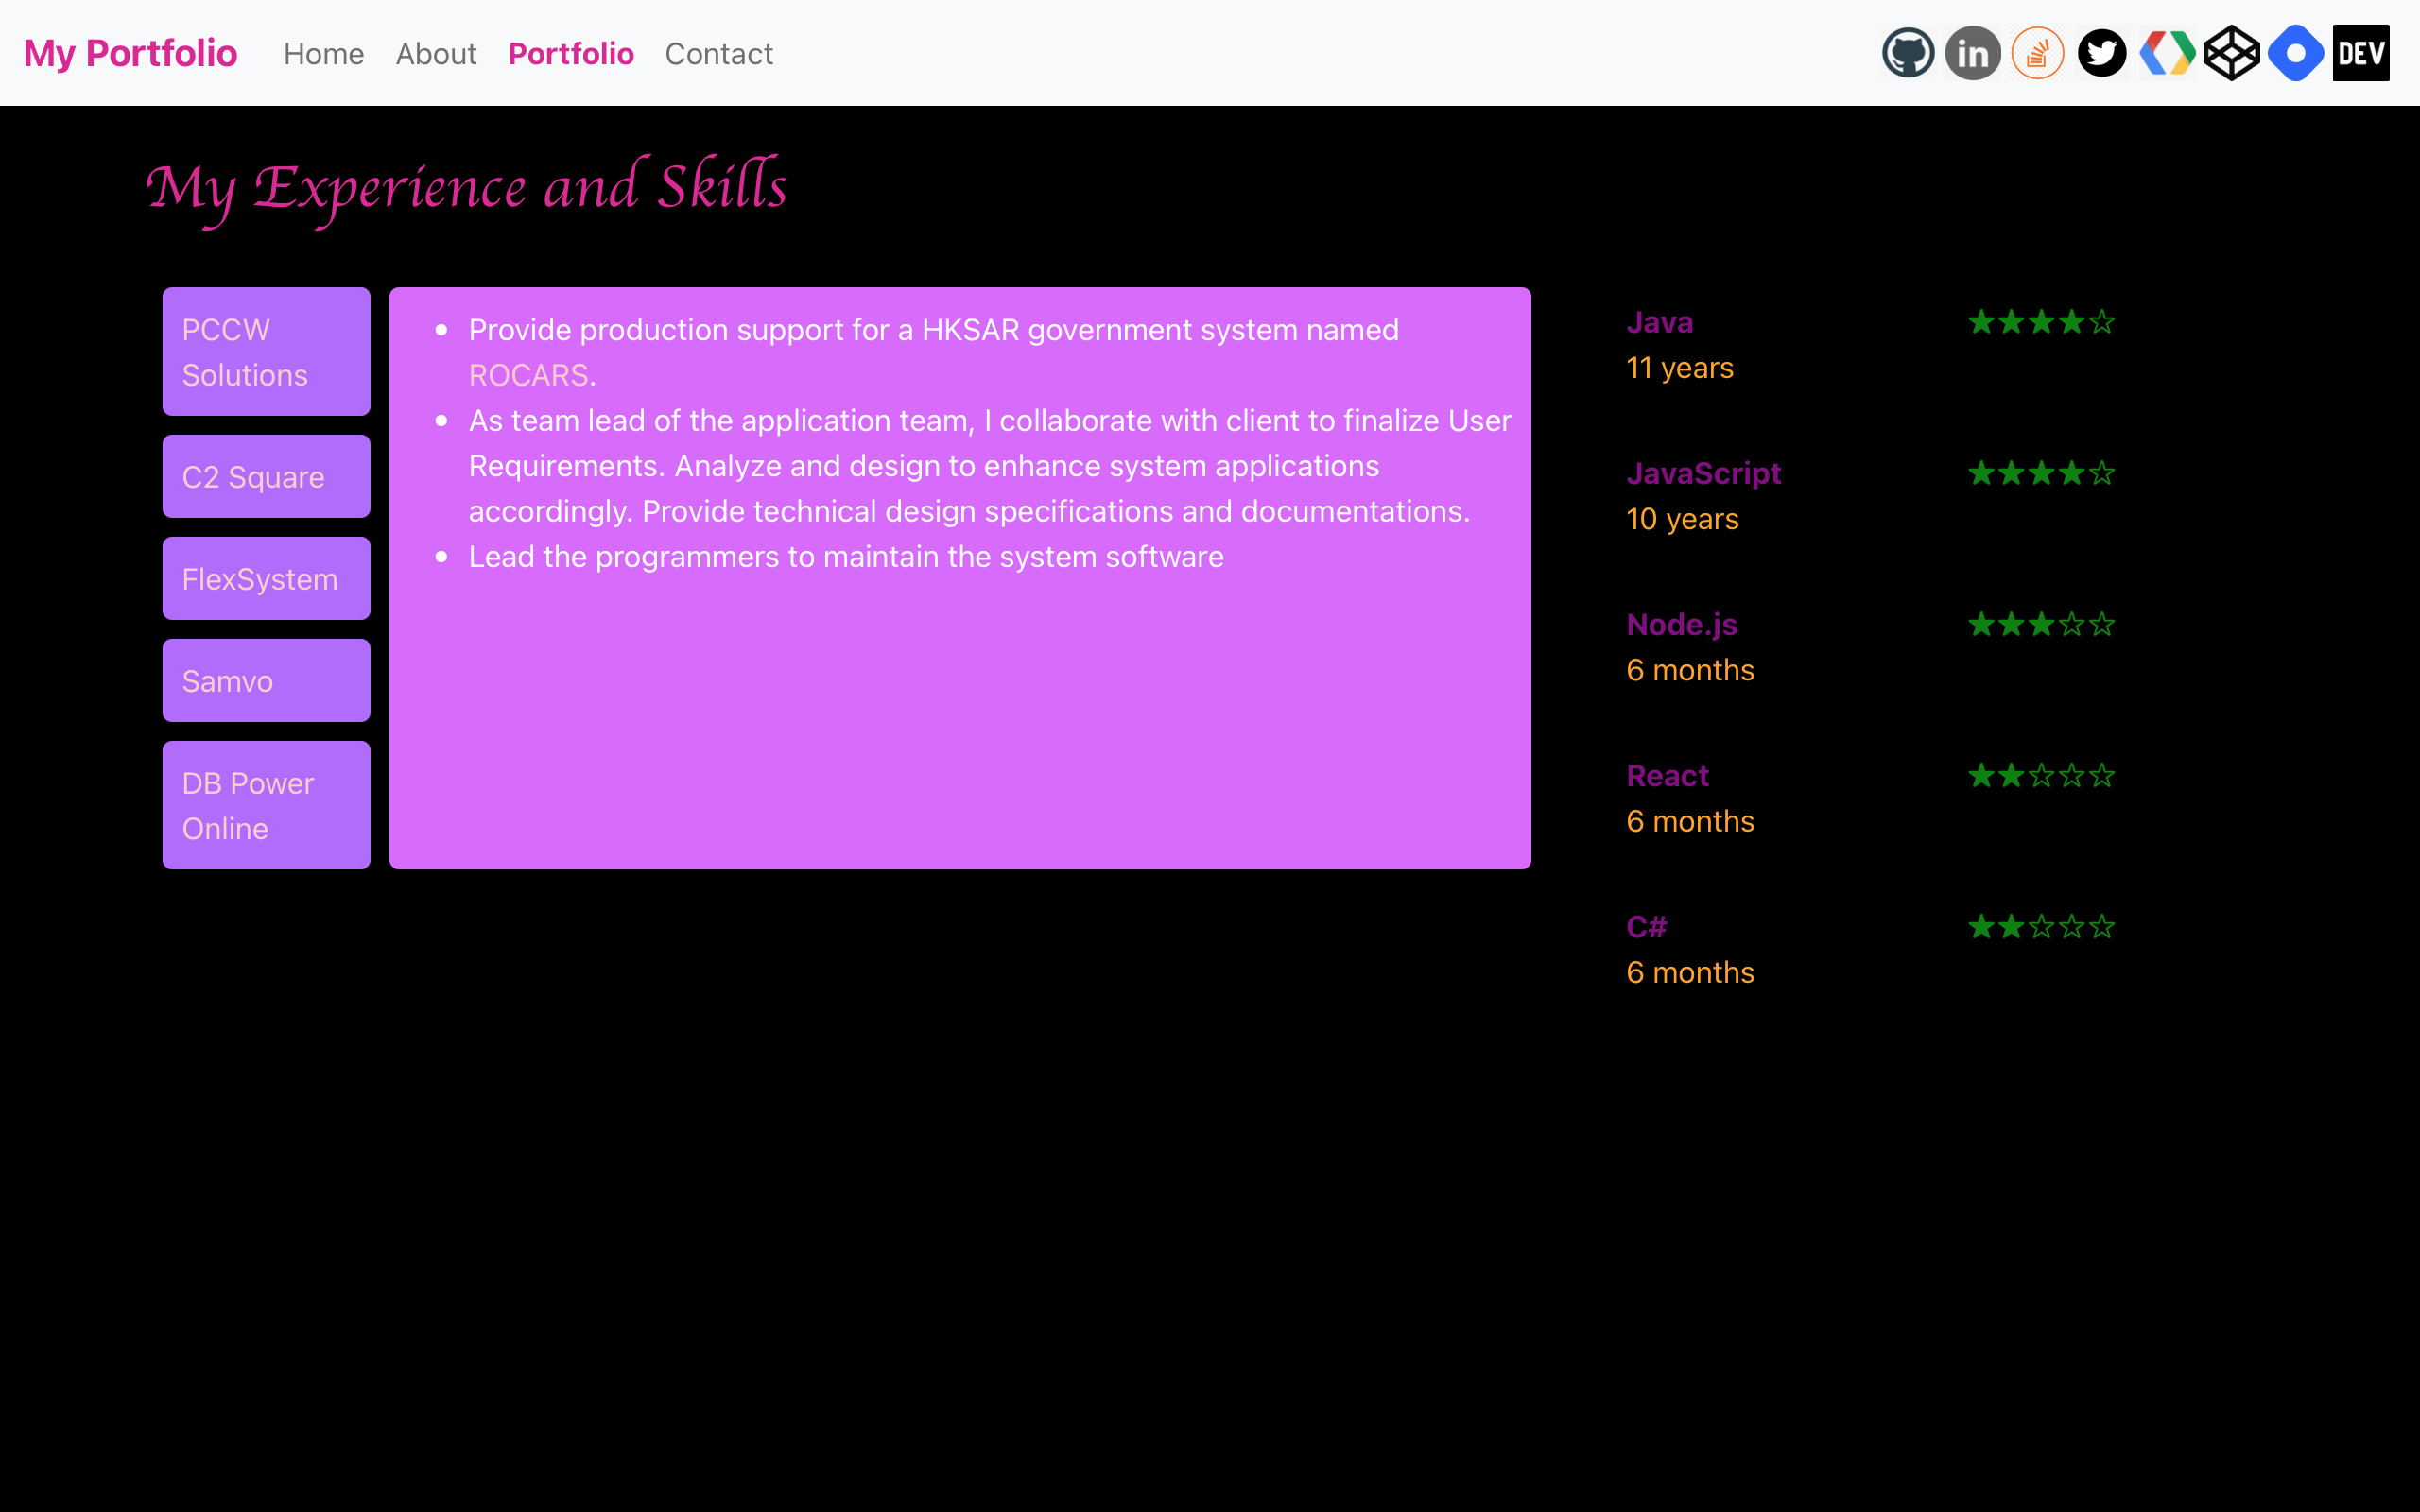 My Portfolio Home About Portfolio Contact in DEV
My Experience and Skills
PCCW
Solutions
C2 Square
FlexSystem
Samvo
DB Power
Online
Provide production support for a HKSAR government system named
ROCARS.
As team lead of the application team, I collaborate with client to finalize User
Requirements. Analyze and design to enhance system applications
accordingly. Provide technical design specifications and documentations.
Lead the programmers to maintain the system software
Java ★★★★☆
11 years
JavaScript ★★★★☆
10 years
Node.js ★★★☆☆
6 months
React ★★☆☆☆
6 months
C# ★★☆☆☆
6 months